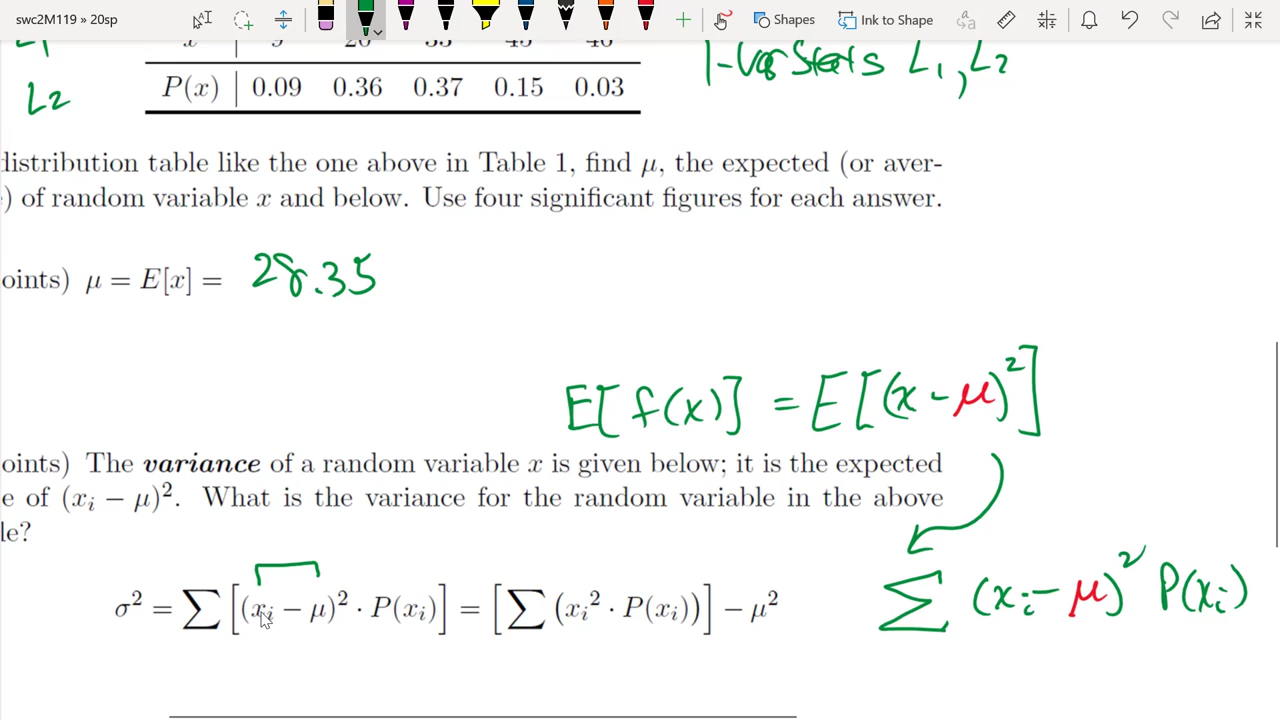 swc2M119 » 20sp
Shapes
Ink to Shape
L1
1-Var Stats L1, L2
L2
P(x) 0.09 0.36 0.37 0.15 0.03
distribution table like the one above in Table 1, find μ, the expected (or aver-
) of random variable x and below. Use four significant figures for each answer.
oints) μ = E[x] = 28.35
E[f(x)] = E[(x - μ)²]
oints) The variance of a random variable x is given below; it is the expected
e of (xᵢ − μ)². What is the variance for the random variable in the above
le?
σ² = ∑ [(xᵢ − μ)² · P(xᵢ)] = [∑ (xᵢ² · P(xᵢ))] − μ²
∑ (xᵢ - μ)² P(xᵢ)